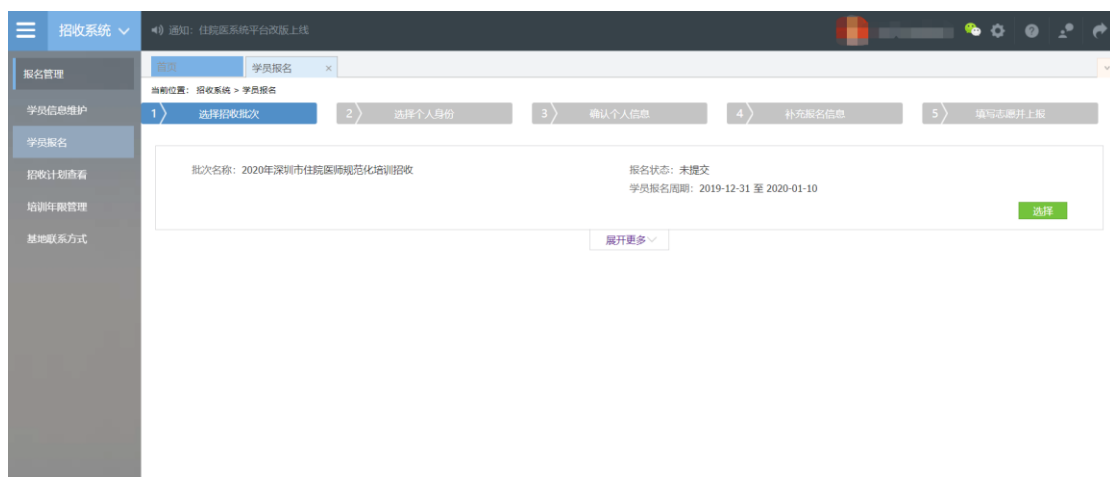 招收系统
通知：住院医系统平台改版上线
报名管理
学员信息维护
学员报名
招收计划查看
培训年限管理
基地联系方式
首页
学员报名 ×
当前位置： 招收系统 > 学员报名
1 选择招收批次
2 选择个人身份
3 确认个人信息
4 补充报名信息
5 填写志愿并上报
批次名称：2020年深圳市住院医师规范化培训招收
报名状态：未提交
学员报名周期：2019-12-31 至 2020-01-10
选择
展开更多